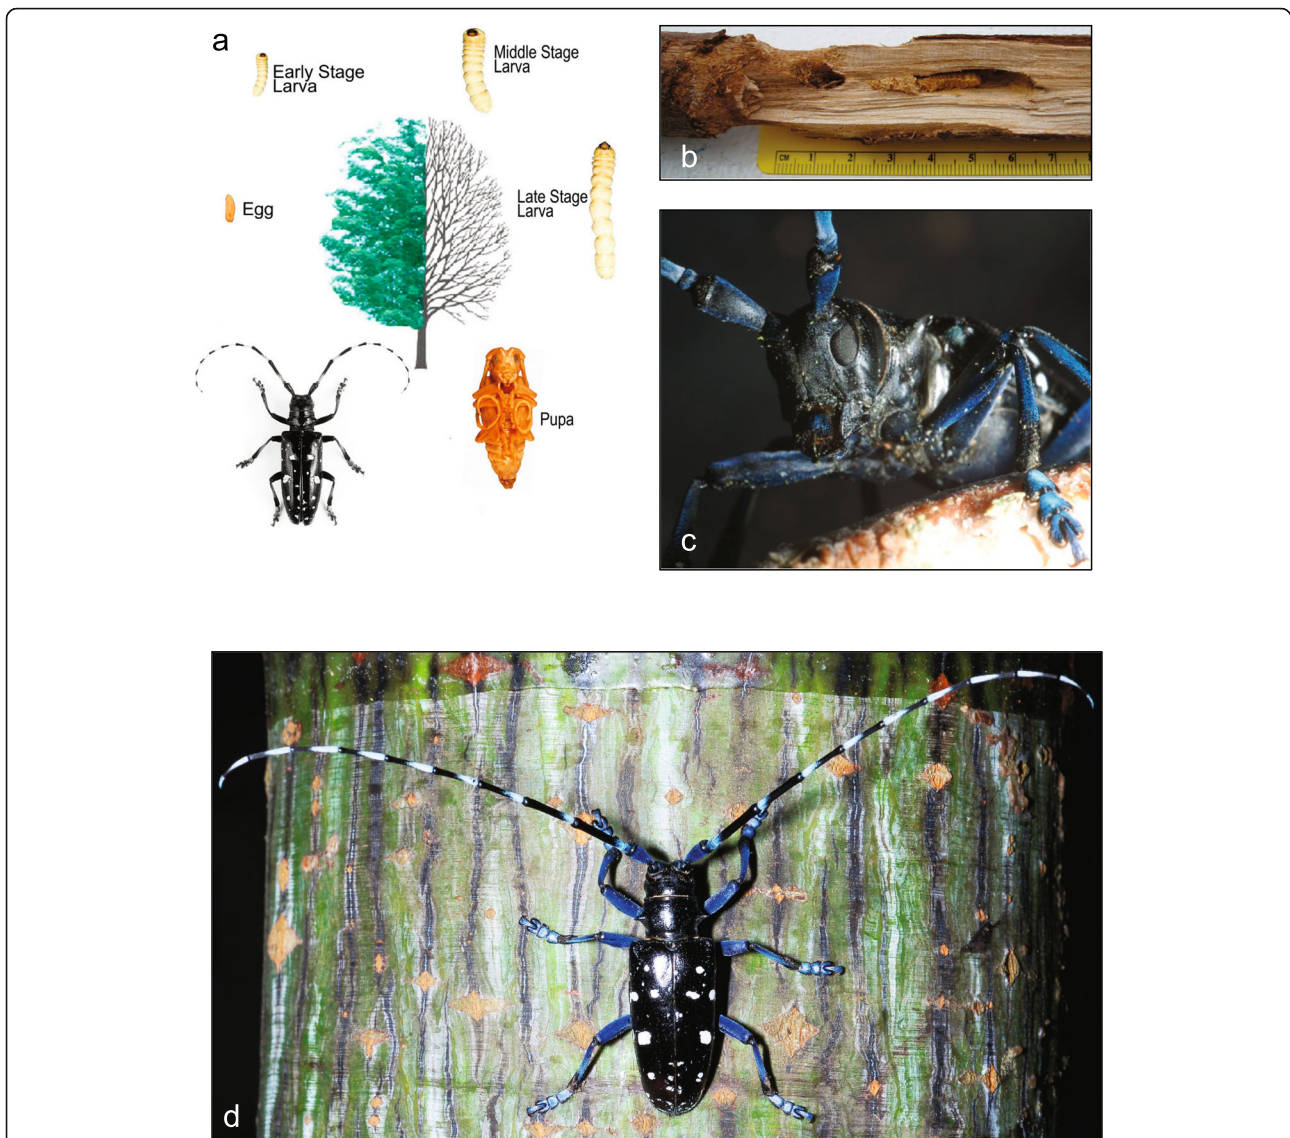 a
Early Stage
Larva
Middle Stage
Larva
Late Stage
Larva
Egg
Pupa
b
CM 1 2 3 4 5 6 7
c
d